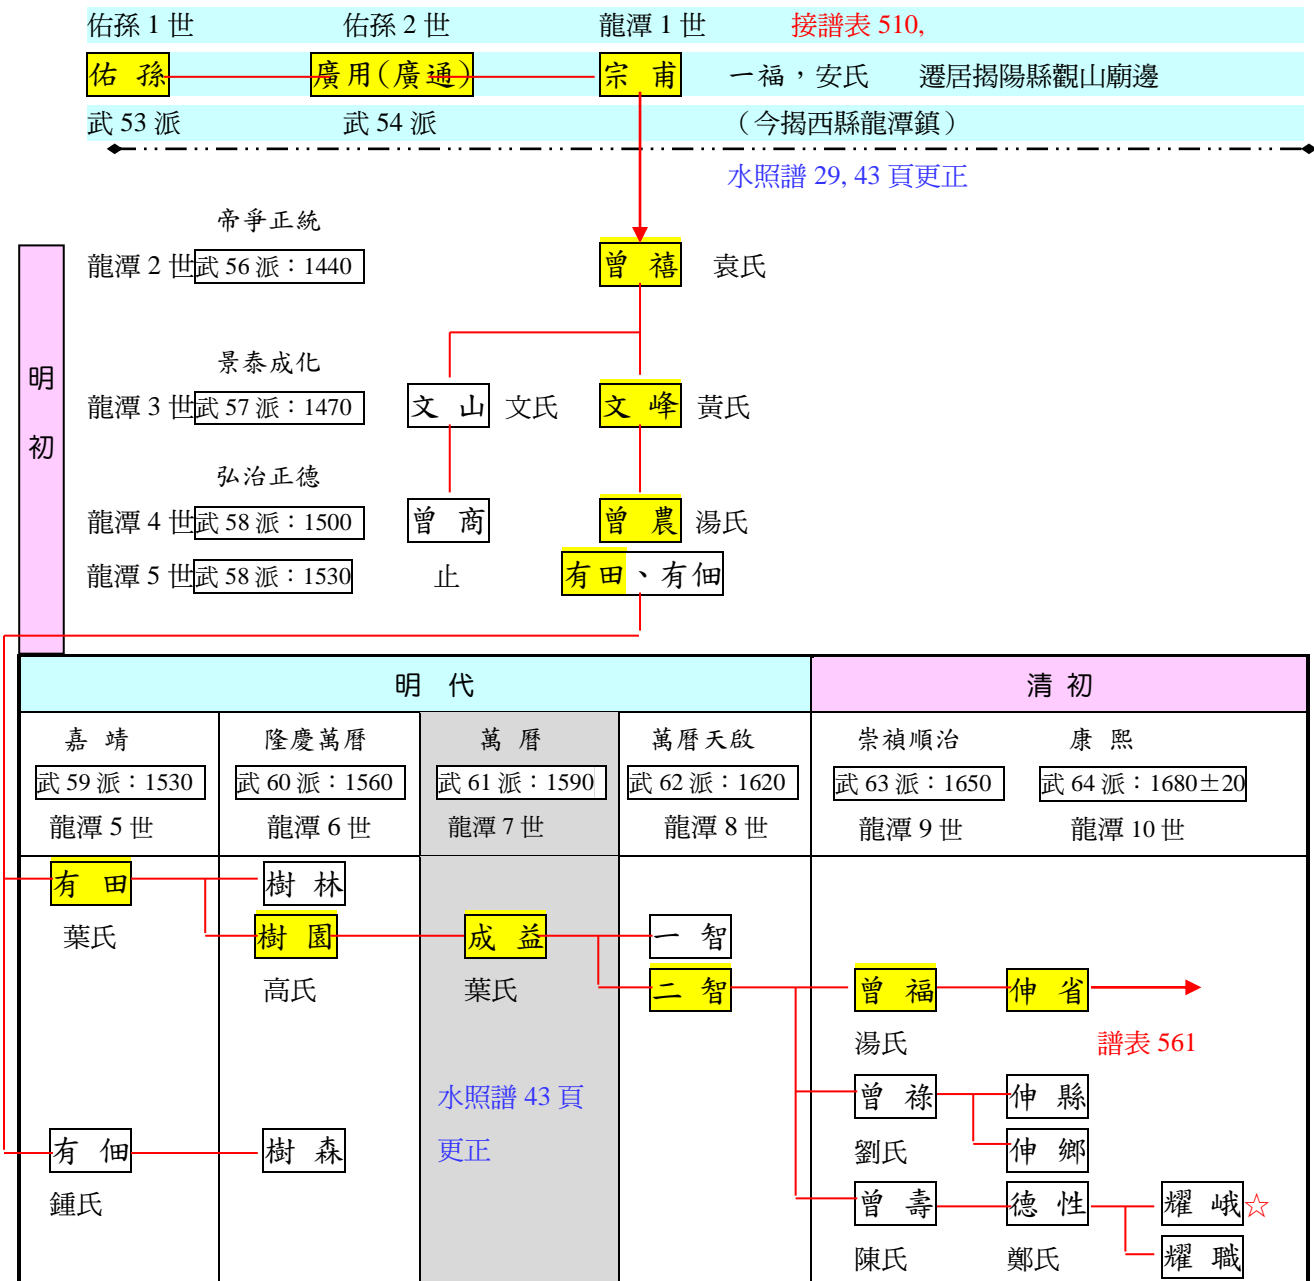 佑孫 1 世 佑孫 2 世 龍潭 1 世 接譜表 510,
佑 孫 廣用(廣通) 宗 甫 一福，安氏 遷居揭陽縣觀山廟邊
武 53 派 武 54 派 （今揭西縣龍潭鎮）
水照譜 29, 43 頁更正
帝爭正統
龍潭 2 世 武 56 派：1440 曾 禧 袁氏
明初
景泰成化
龍潭 3 世 武 57 派：1470 文 山 文氏 文 峰 黃氏
弘治正德
龍潭 4 世 武 58 派：1500 曾 商 曾 農 湯氏
龍潭 5 世 武 58 派：1530 止 有田、有佃
明 代 清 初
嘉 靖 隆慶萬曆 萬 曆 萬曆天啟 崇禎順治 康 熙
武 59 派：1530 武 60 派：1560 武 61 派：1590 武 62 派：1620 武 63 派：1650 武 64 派：1680±20
龍潭 5 世 龍潭 6 世 龍潭 7 世 龍潭 8 世 龍潭 9 世 龍潭 10 世
有 田 樹 林
葉氏 樹 園 成 益 一 智
高氏 葉氏 二 智 曾 福 伸 省
湯氏 譜表 561
水照譜 43 頁 曾 祿 伸 縣
更正
有 佃 樹 森 劉氏 伸 鄉
鍾氏 曾 壽 德 性 耀 峨☆
陳氏 鄭氏 耀 職